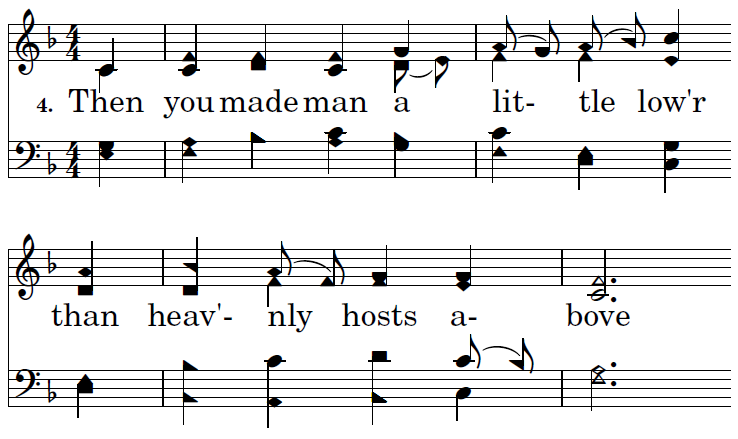 4. Then you made man a lit- tle low'r
than heav'- nly hosts a- bove